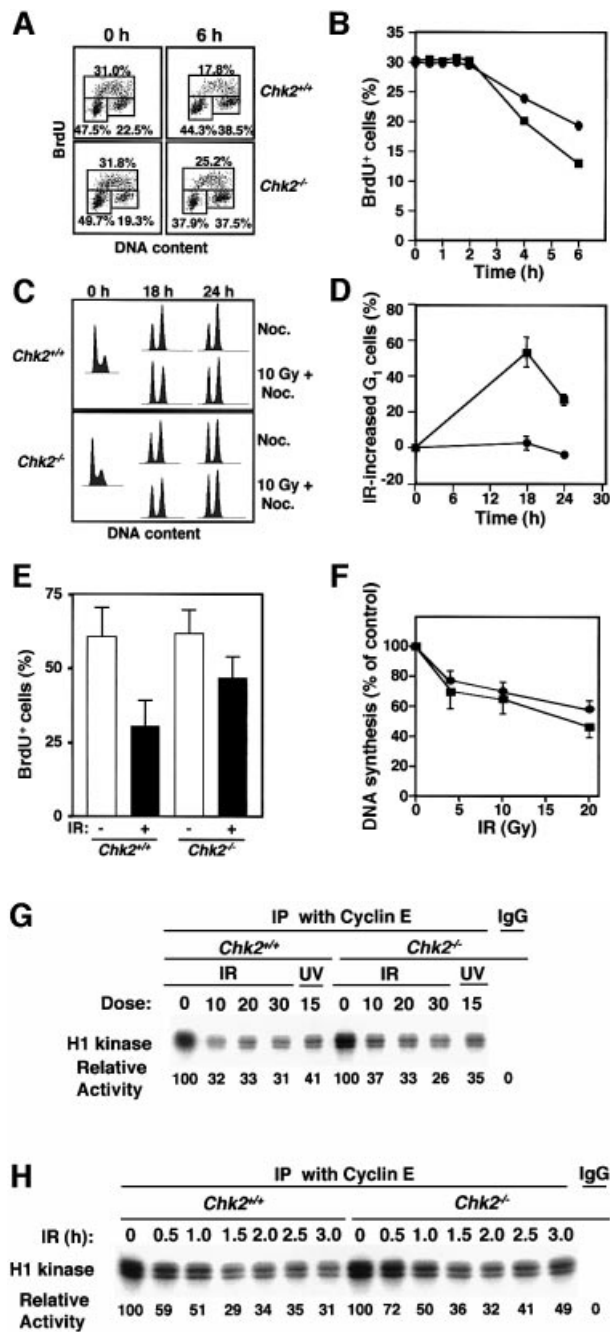 A
0 h
6 h
31.0%
17.8%
Chk2+/+
47.5% 22.5%
44.3% 38.5%
BrdU
31.8%
25.2%
Chk2-/-
49.7% 19.3%
37.9% 37.5%
DNA content
B
BrdU+ cells (%)
35
30
25
20
15
10
5
0
0 1 2 3 4 5 6
Time (h)
C
0 h 18 h 24 h
Chk2+/+
Noc.
10 Gy +
Noc.
Chk2-/-
Noc.
10 Gy +
Noc.
DNA content
D
IR-increased G1 cells (%)
100
80
60
40
20
0
-20
0 6 12 18 24 30
Time (h)
E
BrdU+ cells (%)
75
50
25
0
IR: - + - +
Chk2+/+ Chk2-/-
F
DNA synthesis (% of control)
100
80
60
40
20
0
0 5 10 15 20
IR (Gy)
G
IP with Cyclin E IgG
Chk2+/+ Chk2-/-
IR UV IR UV
Dose: 0 10 20 30 15 0 10 20 30 15
H1 kinase
Relative
Activity
100 32 33 31 41 100 37 33 26 35 0
H
IP with Cyclin E IgG
Chk2+/+ Chk2-/-
IR (h): 0 0.5 1.0 1.5 2.0 2.5 3.0 0 0.5 1.0 1.5 2.0 2.5 3.0
H1 kinase
Relative
Activity
100 59 51 29 34 35 31 100 72 50 36 32 41 49 0